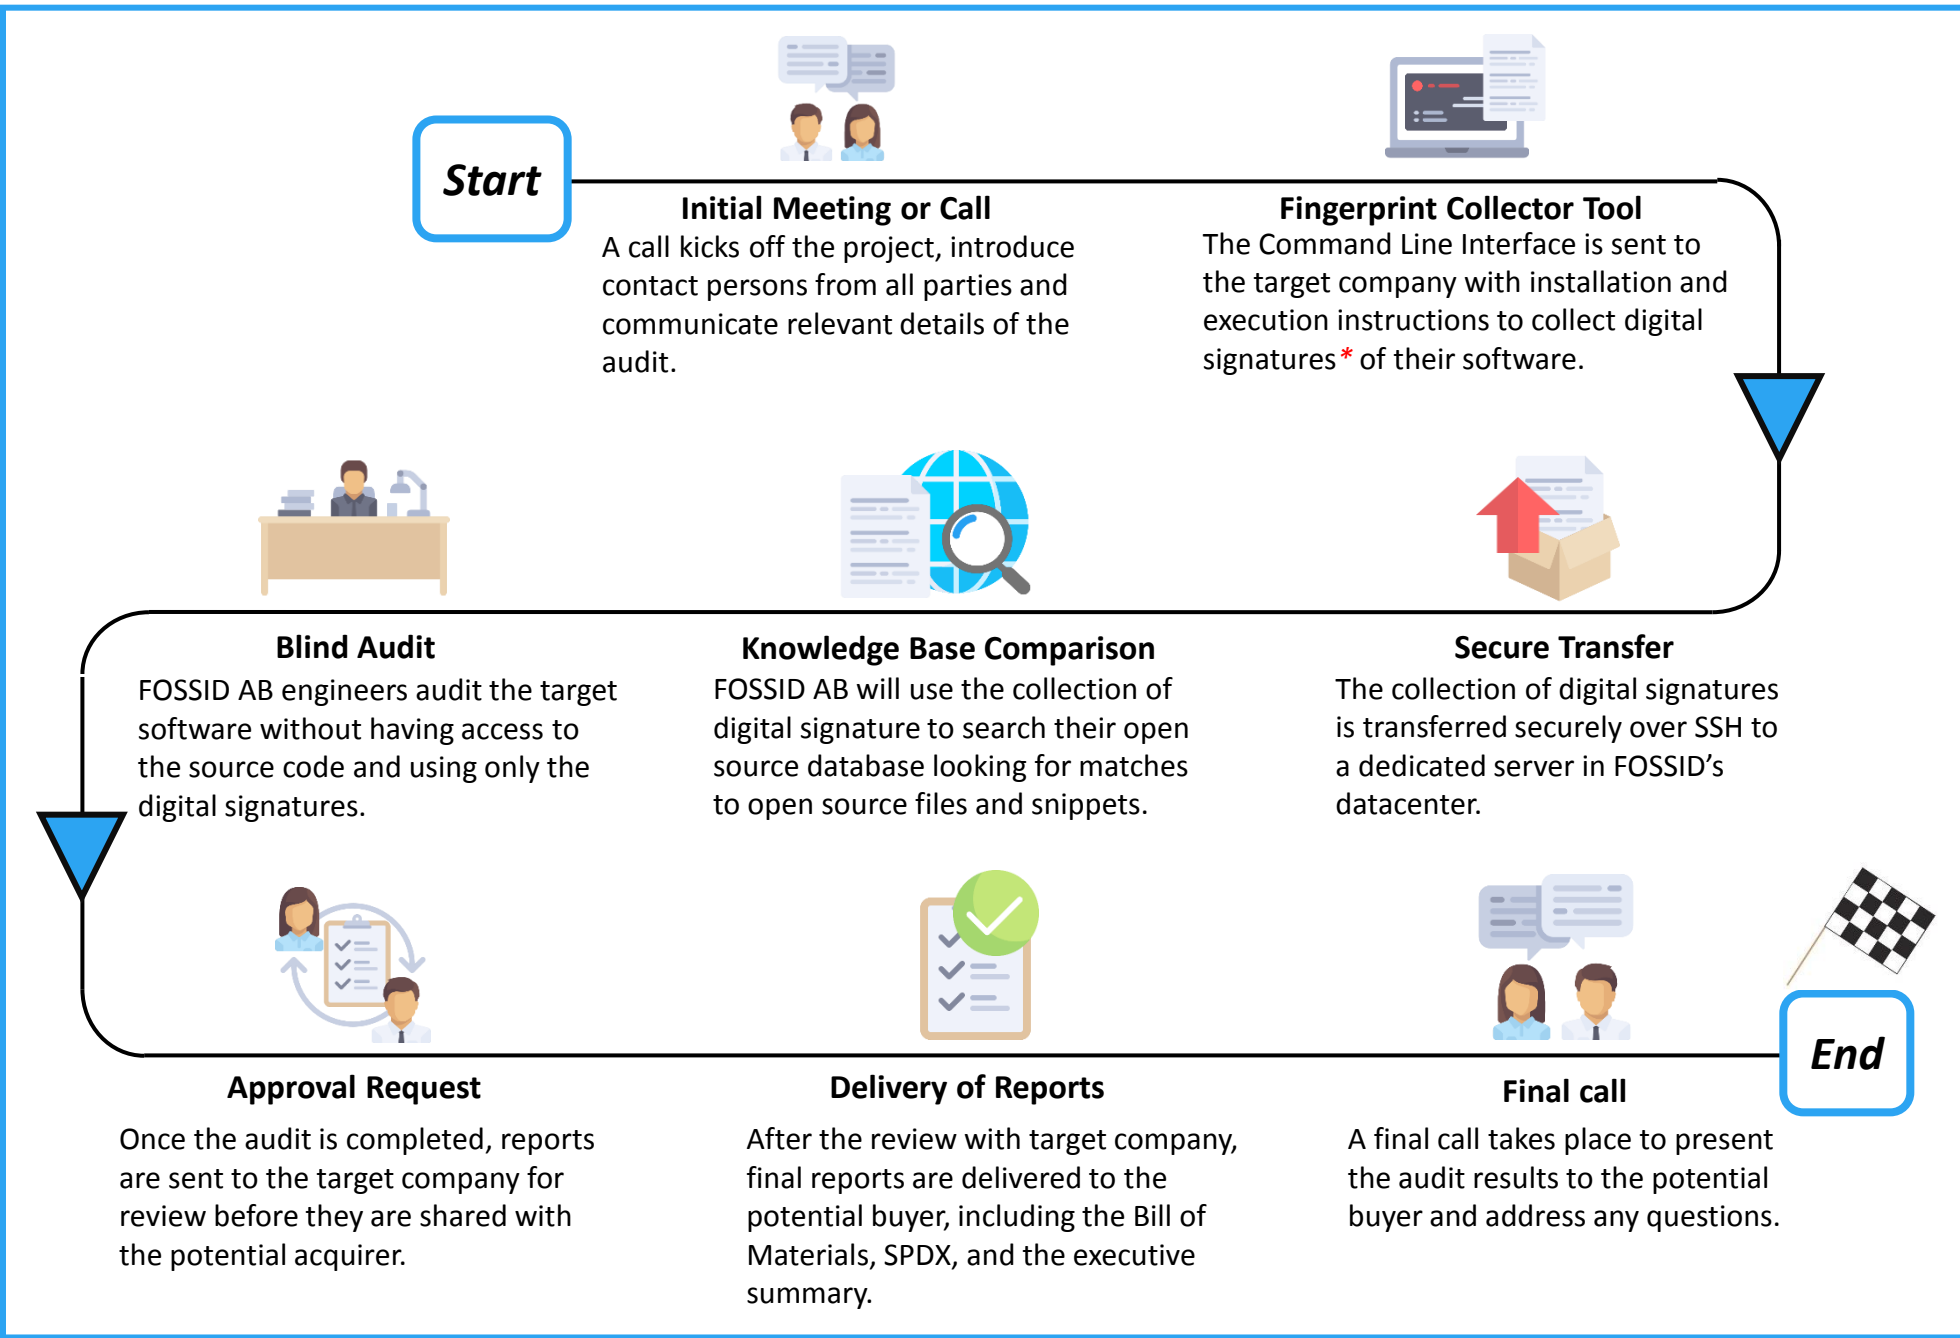 Start
Initial Meeting or Call
A call kicks off the project, introduce
contact persons from all parties and
communicate relevant details of the
audit.
Fingerprint Collector Tool
The Command Line Interface is sent to
the target company with installation and
execution instructions to collect digital
signatures* of their software.
Secure Transfer
The collection of digital signatures
is transferred securely over SSH to
a dedicated server in FOSSID’s
datacenter.
Knowledge Base Comparison
FOSSID AB will use the collection of
digital signature to search their open
source database looking for matches
to open source files and snippets.
Blind Audit
FOSSID AB engineers audit the target
software without having access to
the source code and using only the
digital signatures.
Approval Request
Once the audit is completed, reports
are sent to the target company for
review before they are shared with
the potential acquirer.
Delivery of Reports
After the review with target company,
final reports are delivered to the
potential buyer, including the Bill of
Materials, SPDX, and the executive
summary.
Final call
A final call takes place to present
the audit results to the potential
buyer and address any questions.
End